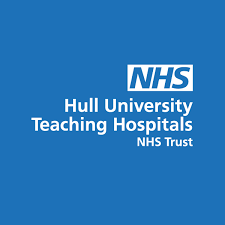 NHS
Hull University
Teaching Hospitals
NHS Trust